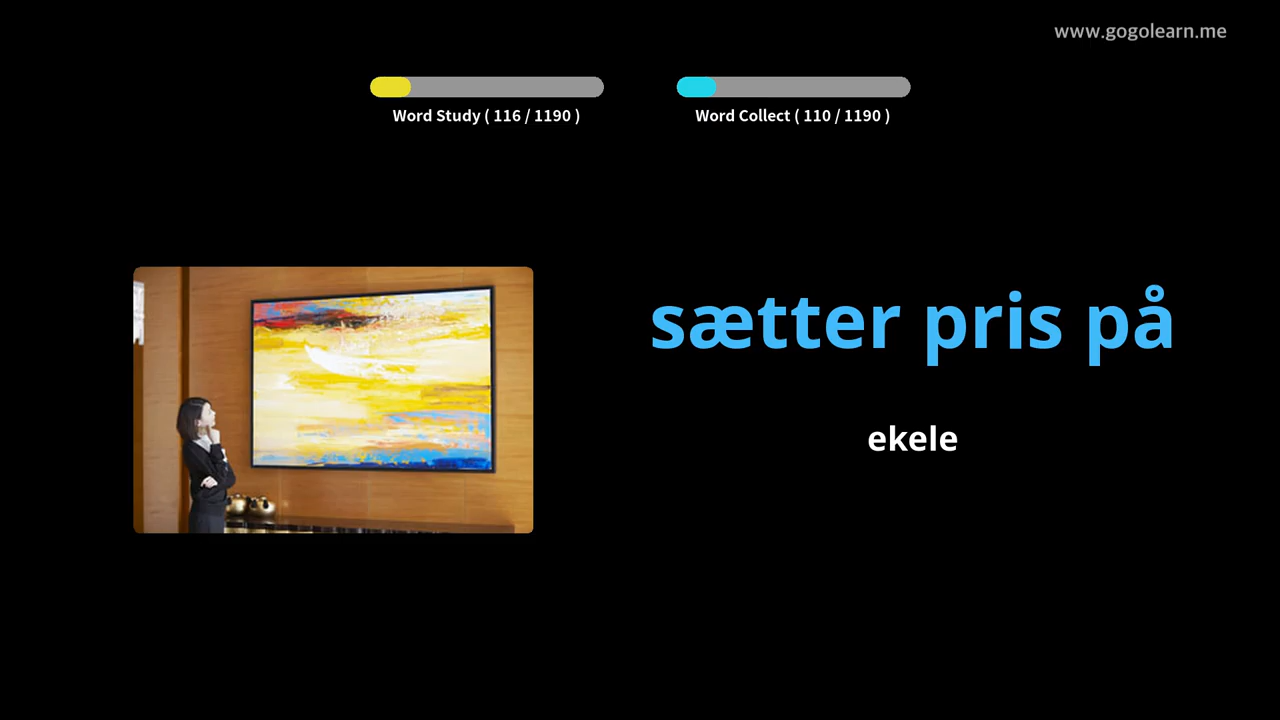 www.gogolearn.me
Word Study ( 116 / 1190 )
Word Collect ( 110 / 1190 )
sætter pris på
ekele